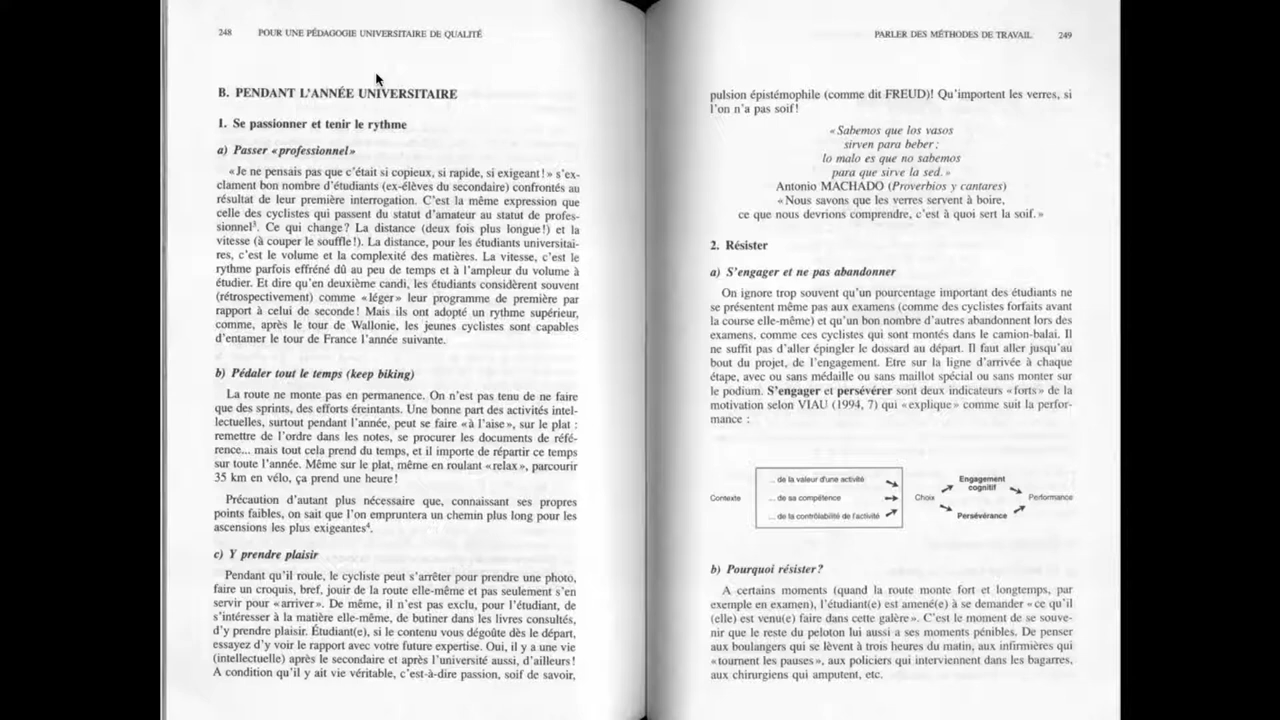 248 POUR UNE PÉDAGOGIE UNIVERSITAIRE DE QUALITÉ
B. PENDANT L'ANNÉE UNIVERSITAIRE
1. Se passionner et tenir le rythme
a) Passer «professionnel»
«Je ne pensais pas que c'était si copieux, si rapide, si exigeant!» s'ex-
clament bon nombre d'étudiants (ex-élèves du secondaire) confrontés au
résultat de leur première interrogation. C'est la même expression que
celle des cyclistes qui passent du statut d'amateur au statut de profes-
sionnel³. Ce qui change? La distance (deux fois plus longue!) et la
vitesse (à couper le souffle!). La distance, pour les étudiants universitai-
res, c'est le volume et la complexité des matières. La vitesse, c'est le
rythme parfois effréné dû au peu de temps et à l'ampleur du volume à
étudier. Et dire qu'en deuxième candi, les étudiants considèrent souvent
(rétrospectivement) comme «léger» leur programme de première par
rapport à celui de seconde! Mais ils ont adopté un rythme supérieur,
comme, après le tour de Wallonie, les jeunes cyclistes sont capables
d'entamer le tour de France l'année suivante.
b) Pédaler tout le temps (keep biking)
La route ne monte pas en permanence. On n'est pas tenu de ne faire
que des sprints, des efforts éreintants. Une bonne part des activités intel-
lectuelles, surtout pendant l'année, peut se faire «à l'aise», sur le plat :
remettre de l'ordre dans les notes, se procurer les documents de réfé-
rence... mais tout cela prend du temps, et il importe de répartir ce temps
sur toute l'année. Même sur le plat, même en roulant «relax», parcourir
35 km en vélo, ça prend une heure!
Précaution d'autant plus nécessaire que, connaissant ses propres
points faibles, on sait que l'on empruntera un chemin plus long pour les
ascensions les plus exigeantes⁴.
c) Y prendre plaisir
Pendant qu'il roule, le cycliste peut s'arrêter pour prendre une photo,
faire un croquis, bref, jouir de la route elle-même et pas seulement s'en
servir pour «arriver». De même, il n'est pas exclu, pour l'étudiant, de
s'intéresser à la matière elle-même, de butiner dans les livres consultés,
d'y prendre plaisir. Étudiant(e), si le contenu vous dégoûte dès le départ,
essayez d'y voir le rapport avec votre future expertise. Oui, il y a une vie
(intellectuelle) après le secondaire et après l'université aussi, d'ailleurs!
A condition qu'il y ait vie véritable, c'est-à-dire passion, soif de savoir,
PARLER DES MÉTHODES DE TRAVAIL 249
pulsion épistémophile (comme dit FREUD)! Qu'importent les verres, si
l'on n'a pas soif!
«Sabemos que los vasos
sirven para beber;
lo malo es que no sabemos
para que sirve la sed.»
Antonio MACHADO (Proverbios y cantares)
«Nous savons que les verres servent à boire,
ce que nous devrions comprendre, c'est à quoi sert la soif.»
2. Résister
a) S'engager et ne pas abandonner
On ignore trop souvent qu'un pourcentage important des étudiants ne
se présentent même pas aux examens (comme des cyclistes forfaits avant
la course elle-même) et qu'un bon nombre d'autres abandonnent lors des
examens, comme ces cyclistes qui sont montés dans le camion-balai. Il
ne suffit pas d'aller épingler le dossard au départ. Il faut aller jusqu'au
bout du projet, de l'engagement. Etre sur la ligne d'arrivée à chaque
étape, avec ou sans médaille ou sans maillot spécial ou sans monter sur
le podium. S'engager et persévérer sont deux indicateurs «forts» de la
motivation selon VIAU (1994, 7) qui «explique» comme suit la perfor-
mance :
... de la valeur d'une activité
Contexte ... de sa compétence
... de la contrôlabilité de l'activité
Choix
Engagement
cognitif
Persévérance
Performance
b) Pourquoi résister?
A certains moments (quand la route monte fort et longtemps, par
exemple en examen), l'étudiant(e) est amené(e) à se demander «ce qu'il
(elle) est venu(e) faire dans cette galère». C'est le moment de se souve-
nir que le reste du peloton lui aussi a ses moments pénibles. De penser
aux boulangers qui se lèvent à trois heures du matin, aux infirmières qui
«tournent les pauses», aux policiers qui interviennent dans les bagarres,
aux chirurgiens qui amputent, etc.